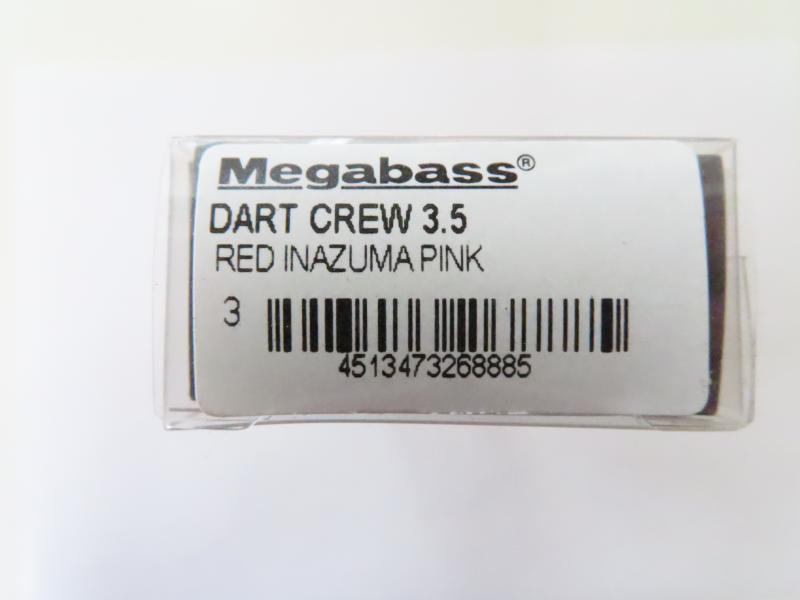 Megabass®
DART CREW 3.5
RED INAZUMA PINK
3
4513473268885